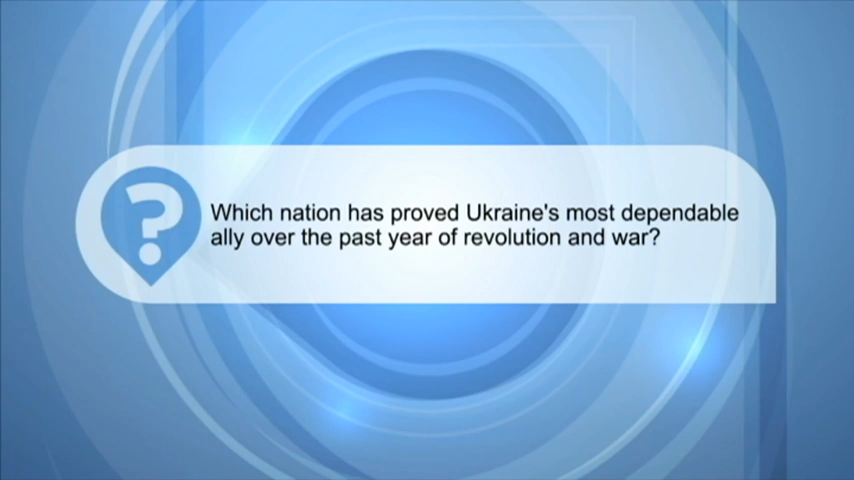 Which nation has proved Ukraine's most dependable
ally over the past year of revolution and war?